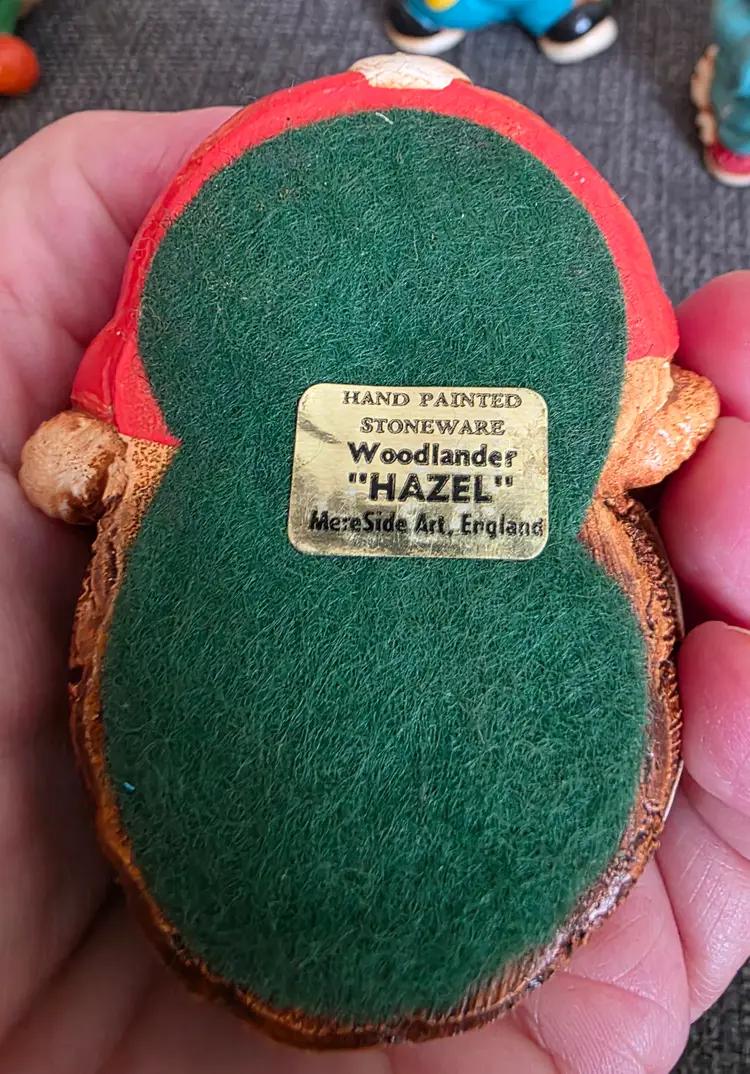 HAND PAINTED
STONEWARE
Woodlander
"HAZEL"
MereSide Art, England